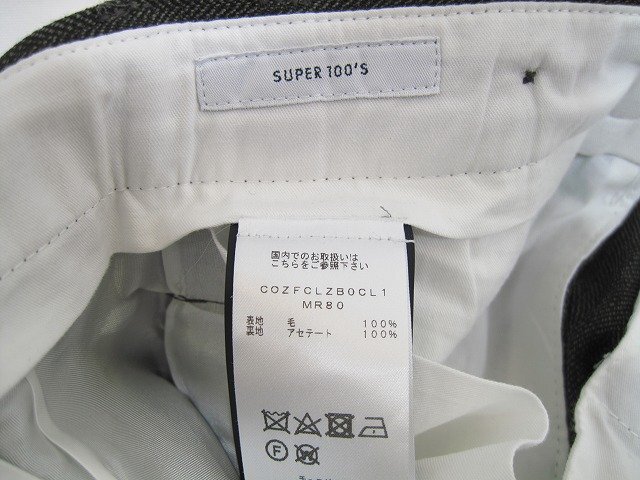 SUPER 100'S
国内でのお取扱いは
こちらをご参照下さい
COZFCLZB0CL1
MR80
表地 毛 100%
裏地 アセテート 100%
F
W